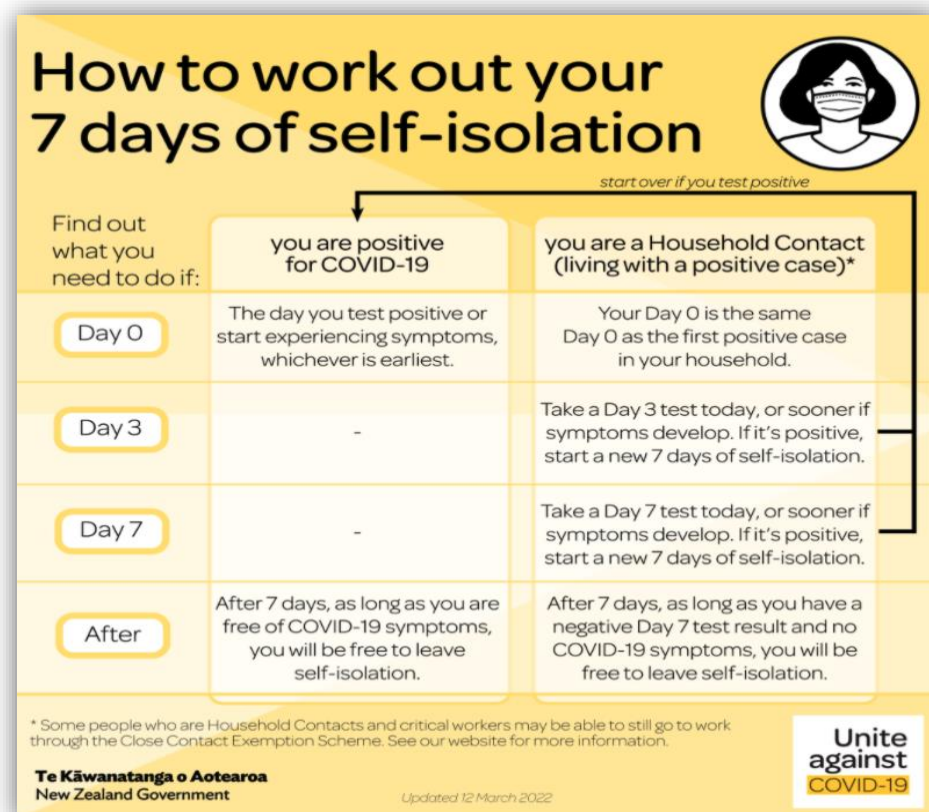 How to work out your
7 days of self-isolation
start over if you test positive
Find out
what you
need to do if:
you are positive
for COVID-19
you are a Household Contact
(living with a positive case)*
Day 0
The day you test positive or
start experiencing symptoms,
whichever is earliest.
Your Day 0 is the same
Day 0 as the first positive case
in your household.
Day 3
-
Take a Day 3 test today, or sooner if
symptoms develop. If it's positive,
start a new 7 days of self-isolation.
Day 7
-
Take a Day 7 test today, or sooner if
symptoms develop. If it's positive,
start a new 7 days of self-isolation.
After
After 7 days, as long as you are
free of COVID-19 symptoms,
you will be free to leave
self-isolation.
After 7 days, as long as you have a
negative Day 7 test result and no
COVID-19 symptoms, you will be
free to leave self-isolation.
* Some people who are Household Contacts and critical workers may be able to still go to work
through the Close Contact Exemption Scheme. See our website for more information.
Te Kāwanatanga o Aotearoa
New Zealand Government
Updated 12 March 2022
Unite
against
COVID-19